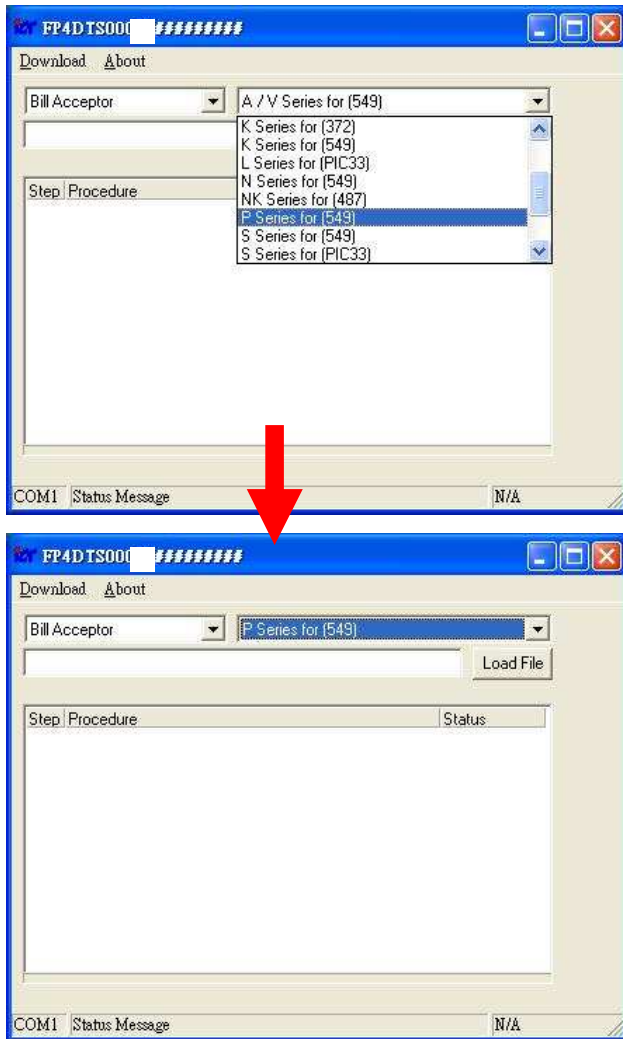 FP4DTS000 #########
Download About
Bill Acceptor A / V Series for (549)
K Series for (372)
K Series for (549)
L Series for (PIC33)
N Series for (549)
NK Series for (487)
P Series for (549)
S Series for (549)
S Series for (PIC33)
Step Procedure
COM1 Status Message N/A
FP4DTS000 #########
Download About
Bill Acceptor P Series for (549)
Load File
Step Procedure Status
COM1 Status Message N/A